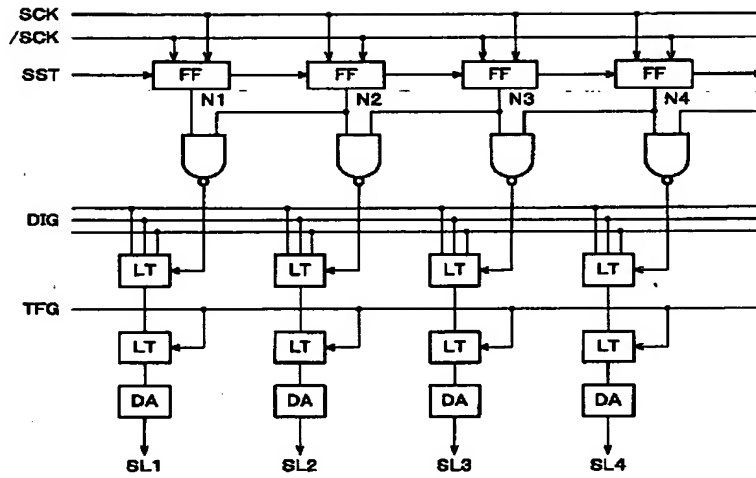 SCK
/SCK
SST FF FF FF FF
N1 N2 N3 N4
DIG
LT LT LT LT
TFG
LT LT LT LT
DA DA DA DA
SL1 SL2 SL3 SL4